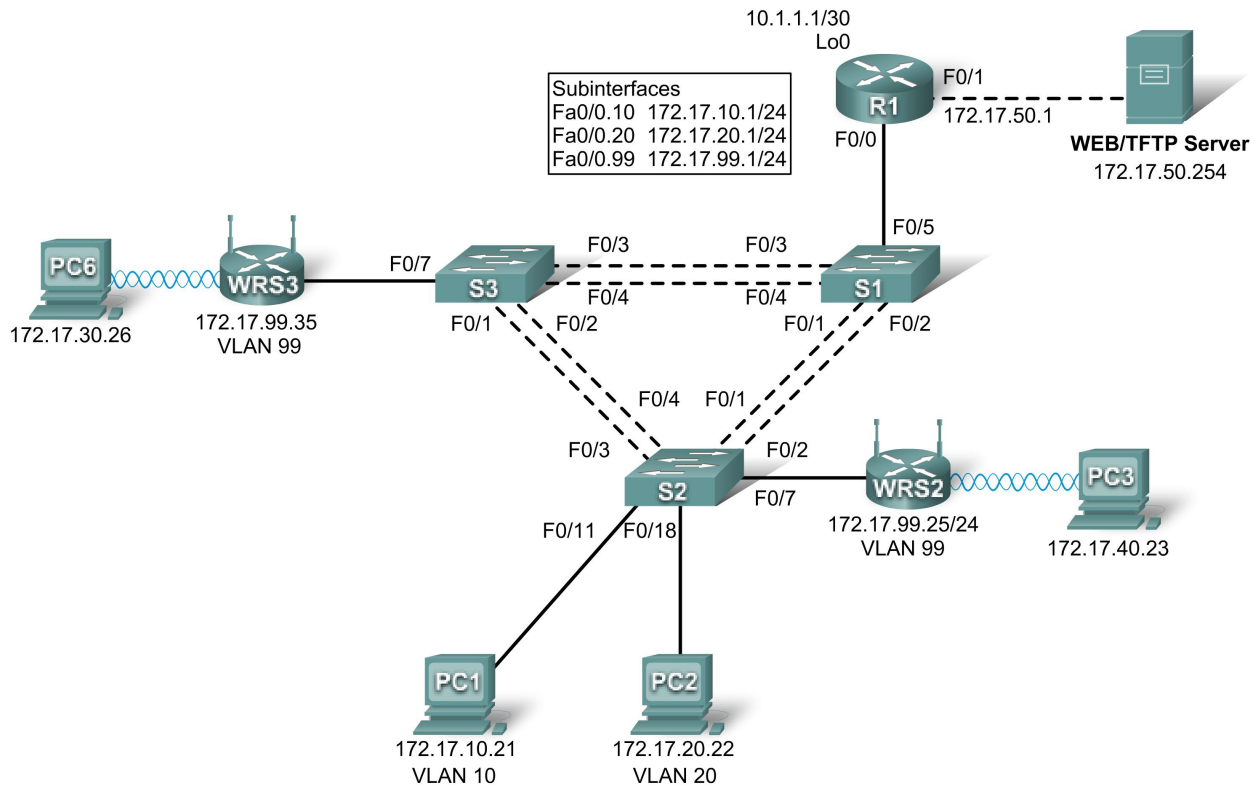 10.1.1.1/30
Lo0
R1
F0/1
172.17.50.1
F0/0
WEB/TFTP Server
172.17.50.254
Subinterfaces
Fa0/0.10 172.17.10.1/24
Fa0/0.20 172.17.20.1/24
Fa0/0.99 172.17.99.1/24
F0/5
PC6
172.17.30.26
WRS3
172.17.99.35
VLAN 99
F0/7
S3
F0/3
F0/3
F0/4
F0/4
S1
F0/1
F0/2
F0/1
F0/2
F0/4
F0/1
F0/3
F0/2
S2
F0/7
WRS2
172.17.99.25/24
VLAN 99
PC3
172.17.40.23
F0/11
F0/18
PC1
172.17.10.21
VLAN 10
PC2
172.17.20.22
VLAN 20